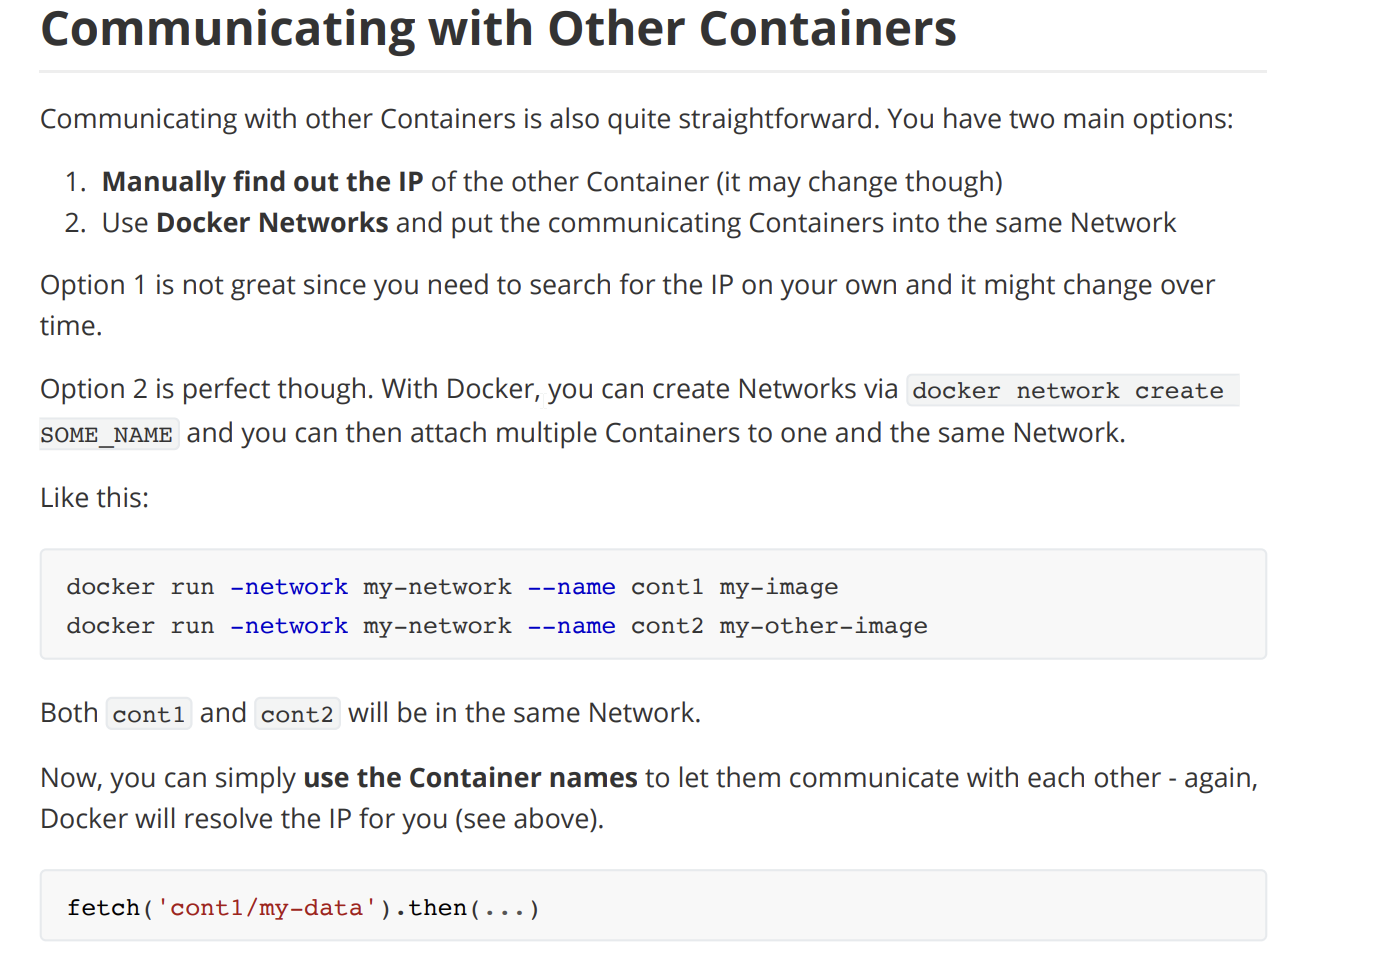 Communicating with Other Containers
Communicating with other Containers is also quite straightforward. You have two main options:
1. Manually find out the IP of the other Container (it may change though)
2. Use Docker Networks and put the communicating Containers into the same Network
Option 1 is not great since you need to search for the IP on your own and it might change over
time.
Option 2 is perfect though. With Docker, you can create Networks via docker network create
SOME_NAME and you can then attach multiple Containers to one and the same Network.
Like this:
docker run -network my-network --name cont1 my-image
docker run -network my-network --name cont2 my-other-image
Both cont1 and cont2 will be in the same Network.
Now, you can simply use the Container names to let them communicate with each other - again,
Docker will resolve the IP for you (see above).
fetch('cont1/my-data').then(...)